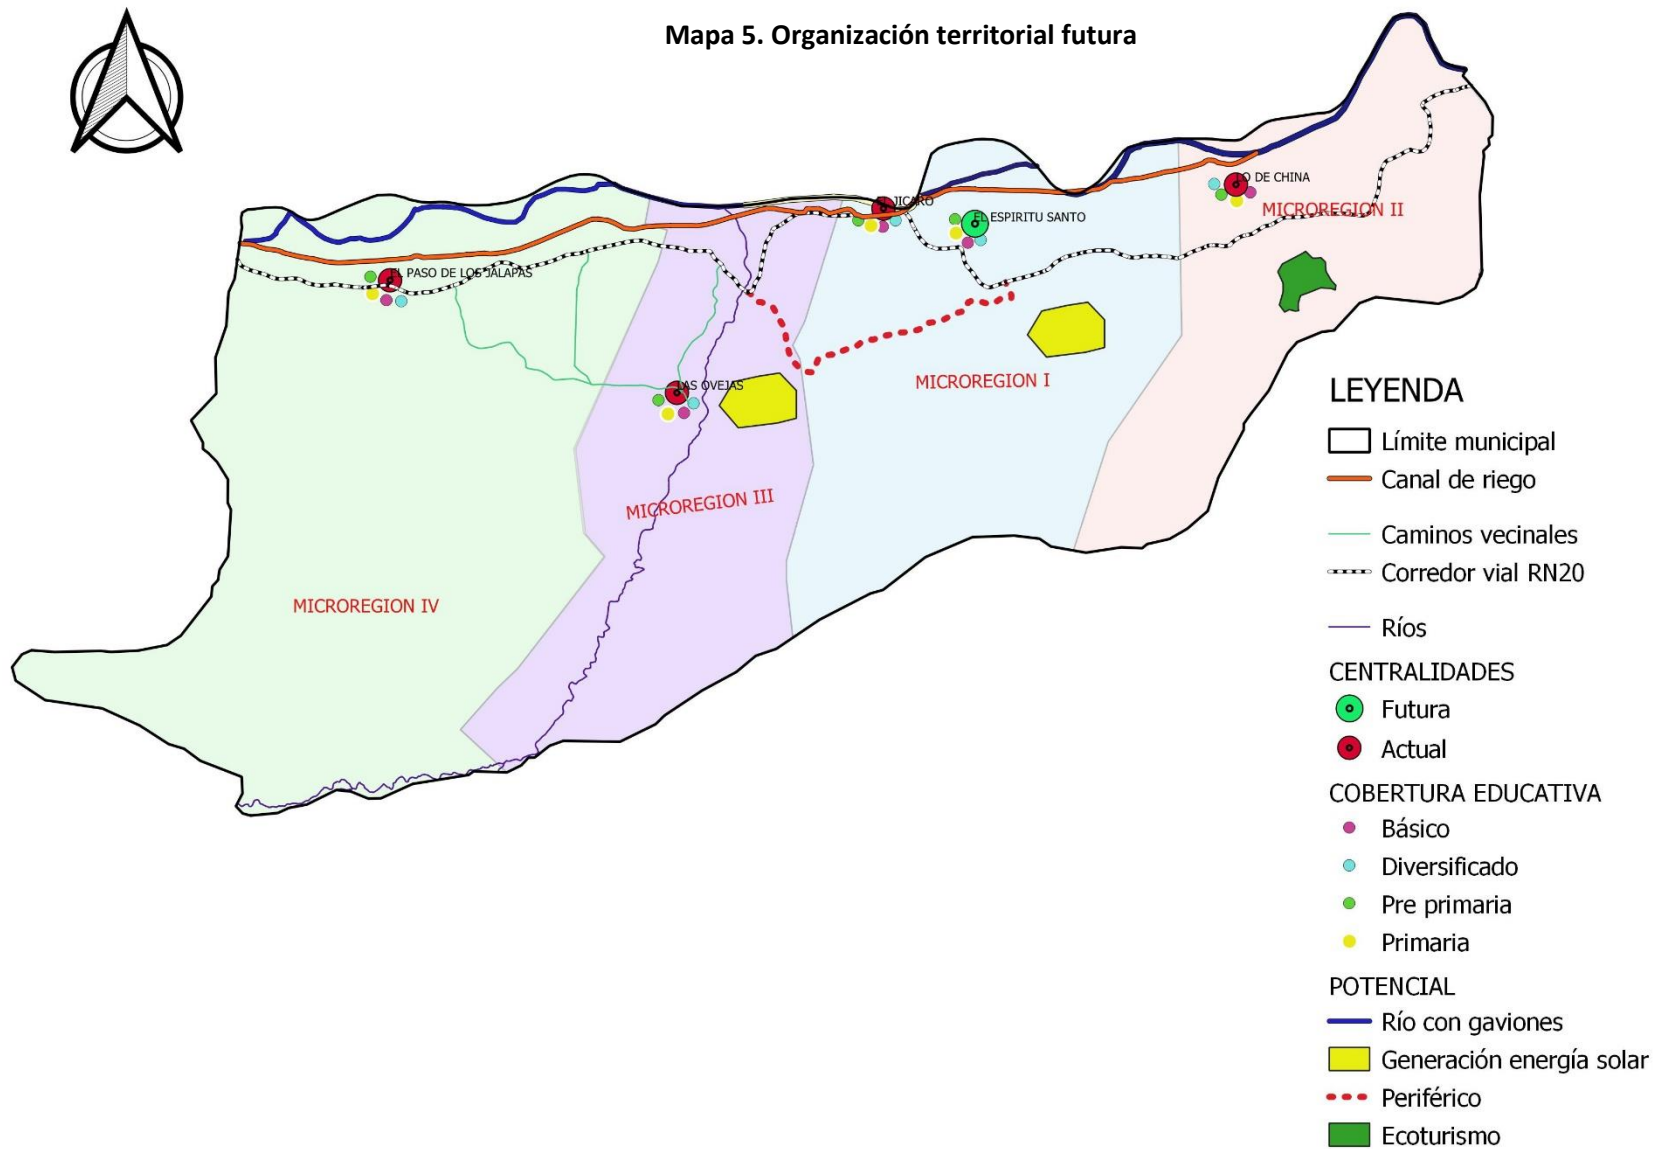 Mapa 5. Organización territorial futura
LO DE CHINA
MICROREGION II
EL JICARO
EL ESPIRITU SANTO
EL PASO DE LOS JALAPAS
MICROREGION I
LAS OVEJAS
MICROREGION III
MICROREGION IV
LEYENDA
Límite municipal
Canal de riego
Caminos vecinales
Corredor vial RN20
Ríos
CENTRALIDADES
Futura
Actual
COBERTURA EDUCATIVA
Básico
Diversificado
Pre primaria
Primaria
POTENCIAL
Río con gaviones
Generación energía solar
Periférico
Ecoturismo